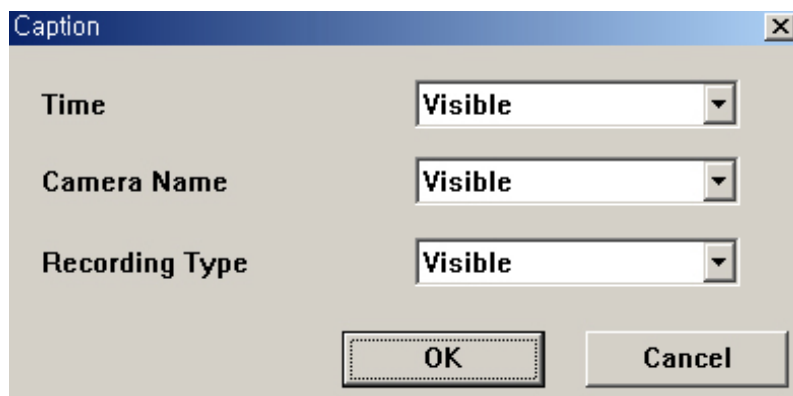 Caption
Time Visible
Camera Name Visible
Recording Type Visible
OK Cancel